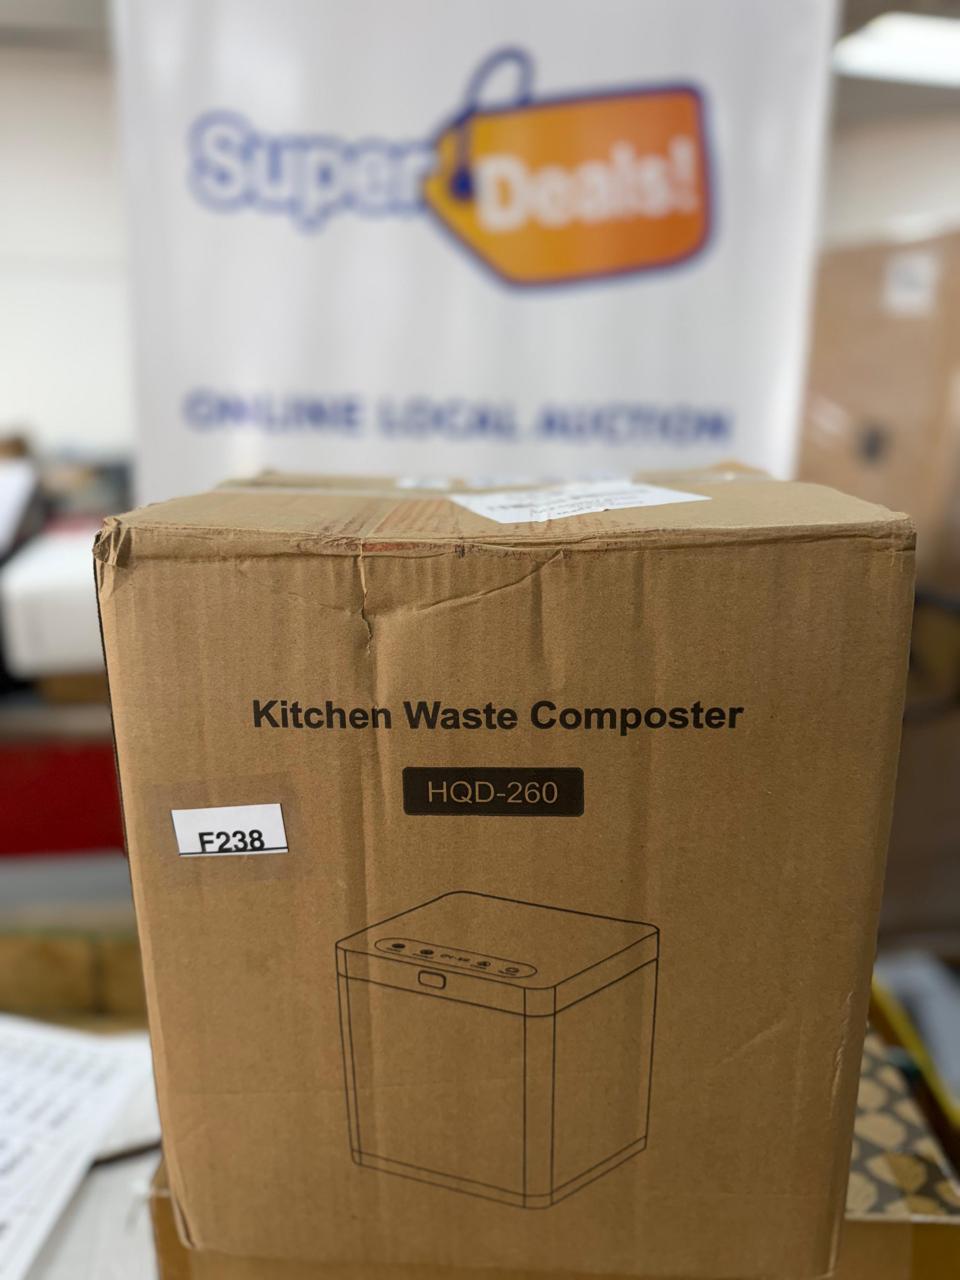 Super Deals!
ONLINE LOCAL AUCTION
Kitchen Waste Composter
HQD-260
F238